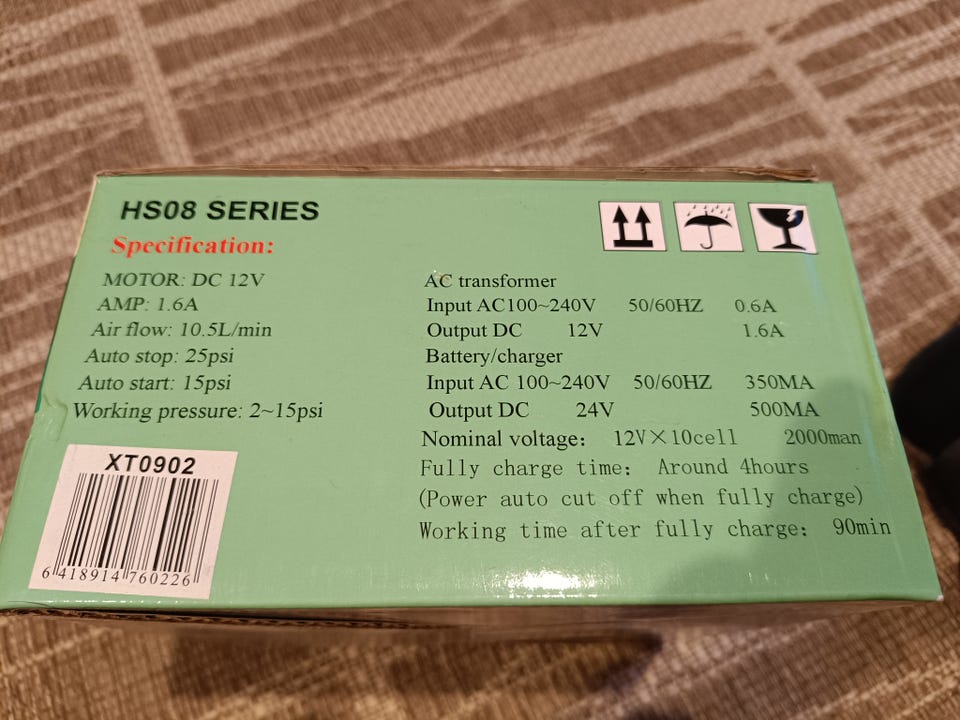 HS08 SERIES
Specification:
MOTOR: DC 12V
AMP: 1.6A
Air flow: 10.5L/min
Auto stop: 25psi
Auto start: 15psi
Working pressure: 2~15psi
AC transformer
Input AC100~240V 50/60HZ 0.6A
Output DC 12V 1.6A
Battery/charger
Input AC 100~240V 50/60HZ 350MA
Output DC 24V 500MA
Nominal voltage: 12V×10cell 2000man
Fully charge time: Around 4hours
(Power auto cut off when fully charge)
Working time after fully charge: 90min
XT0902
6 418914 760226